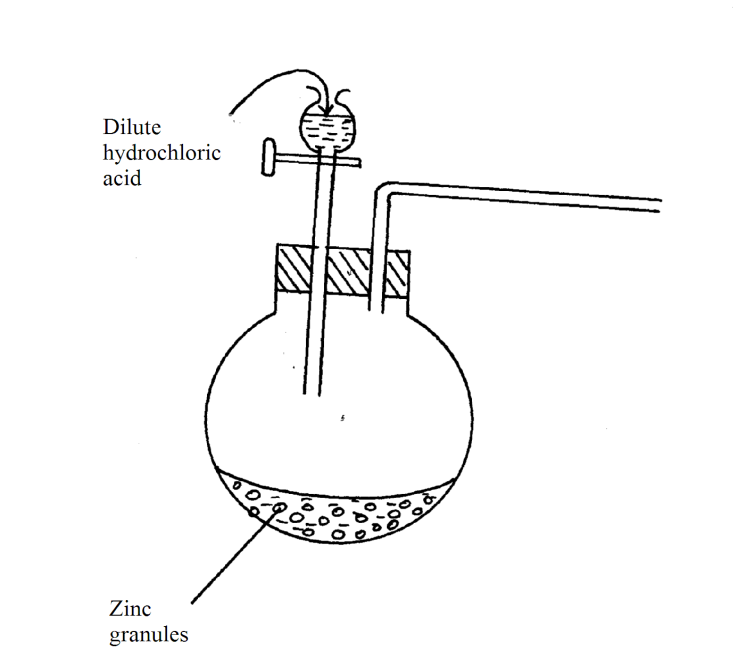 Dilute
hydrochloric
acid
Zinc
granules